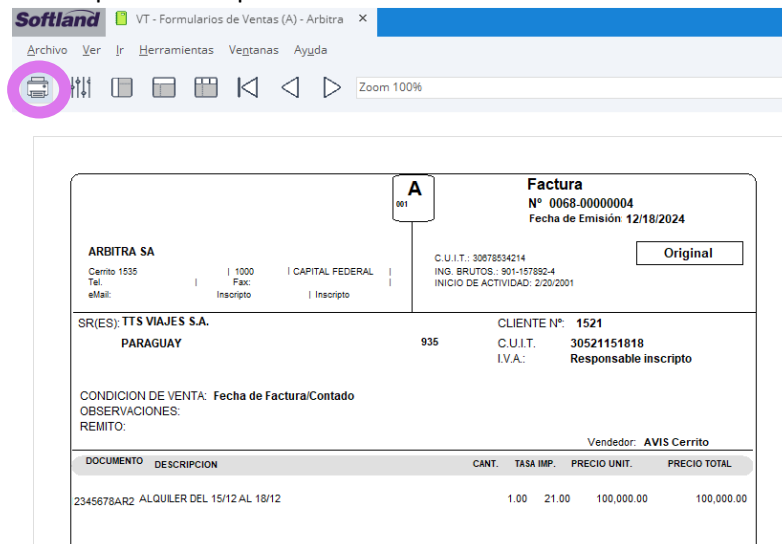 Softland VT - Formularios de Ventas (A) - Arbitra ×
Archivo Ver Ir Herramientas Ventanas Ayuda
Zoom 100%
A
001
Factura
Nº 0068-00000004
Fecha de Emisión 12/18/2024
ARBITRA SA
Cerrito 1535 | 1000 | CAPITAL FEDERAL |
Tel. | Fax: |
eMail: Inscripto | Inscripto
C.U.I.T.: 30678534214
ING. BRUTOS.: 901-157892-4
INICIO DE ACTIVIDAD: 2/20/2001
Original
SR(ES): TTS VIAJES S.A.
PARAGUAY 935
CLIENTE Nº: 1521
C.U.I.T. 30521151818
I.V.A.: Responsable inscripto
CONDICION DE VENTA: Fecha de Factura/Contado
OBSERVACIONES:
REMITO:
Vendedor: AVIS Cerrito
DOCUMENTO DESCRIPCION CANT. TASA IMP. PRECIO UNIT. PRECIO TOTAL
2345678AR2 ALQUILER DEL 15/12 AL 18/12 1.00 21.00 100,000.00 100,000.00